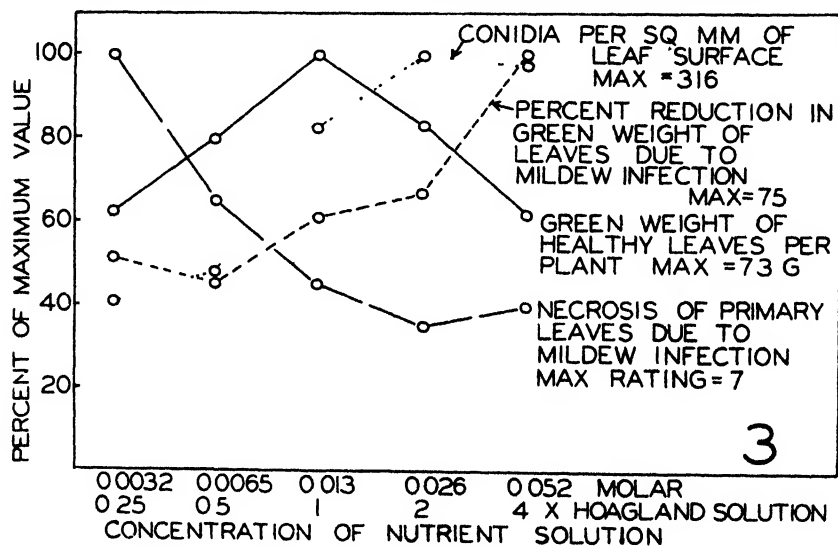 PERCENT OF MAXIMUM VALUE
100
80
60
40
20
CONIDIA PER SQ MM OF
LEAF SURFACE
MAX = 316
PERCENT REDUCTION IN
GREEN WEIGHT OF
LEAVES DUE TO
MILDEW INFECTION
MAX=75
GREEN WEIGHT OF
HEALTHY LEAVES PER
PLANT MAX =73 G
NECROSIS OF PRIMARY
LEAVES DUE TO
MILDEW INFECTION
MAX RATING=7
3
0 0032 0 0065 0 013 0 026 0 052 MOLAR
0 25 0 5 1 2 4 X HOAGLAND SOLUTION
CONCENTRATION OF NUTRIENT SOLUTION